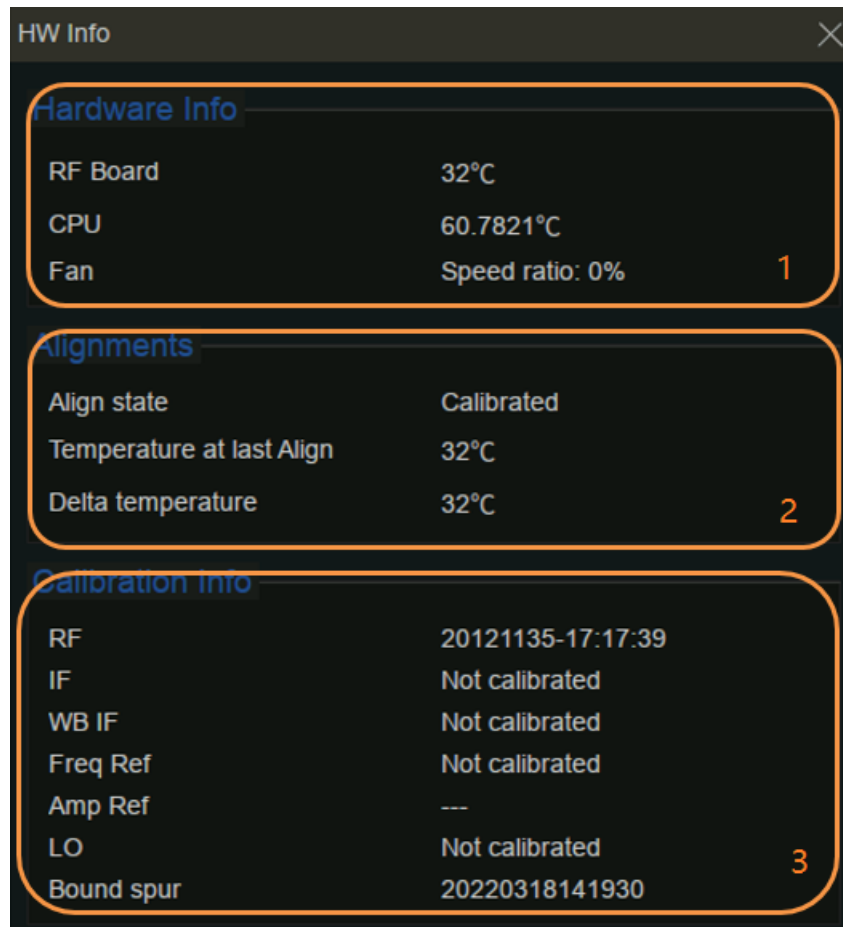 HW Info
Hardware Info
RF Board 32°C
CPU 60.7821°C
Fan Speed ratio: 0%
1
Alignments
Align state Calibrated
Temperature at last Align 32°C
Delta temperature 32°C
2
Calibration Info
RF 20121135-17:17:39
IF Not calibrated
WB IF Not calibrated
Freq Ref Not calibrated
Amp Ref ---
LO Not calibrated
3
Bound spur 20220318141930